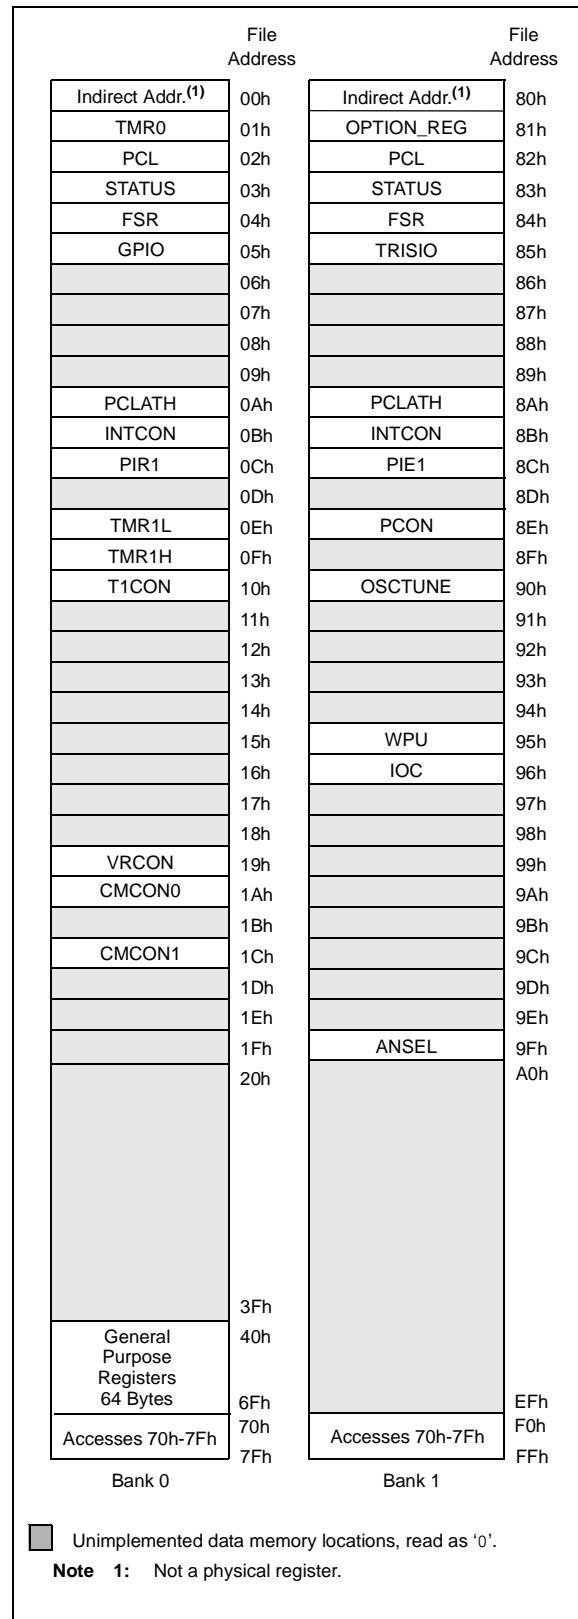 File Address File Address
Indirect Addr.(1) 00h Indirect Addr.(1) 80h
TMR0 01h OPTION_REG 81h
PCL 02h PCL 82h
STATUS 03h STATUS 83h
FSR 04h FSR 84h
GPIO 05h TRISIO 85h
06h 86h
07h 87h
08h 88h
09h 89h
PCLATH 0Ah PCLATH 8Ah
INTCON 0Bh INTCON 8Bh
PIR1 0Ch PIE1 8Ch
0Dh 8Dh
TMR1L 0Eh PCON 8Eh
TMR1H 0Fh 8Fh
T1CON 10h OSCTUNE 90h
11h 91h
12h 92h
13h 93h
14h 94h
15h WPU 95h
16h IOC 96h
17h 97h
18h 98h
VRCON 19h 99h
CMCON0 1Ah 9Ah
1Bh 9Bh
CMCON1 1Ch 9Ch
1Dh 9Dh
1Eh 9Eh
1Fh ANSEL 9Fh
20h A0h
3Fh
General 40h
Purpose
Registers
64 Bytes 6Fh EFh
70h F0h
Accesses 70h-7Fh Accesses 70h-7Fh
7Fh FFh
Bank 0 Bank 1
Unimplemented data memory locations, read as ‘0’.
Note 1: Not a physical register.